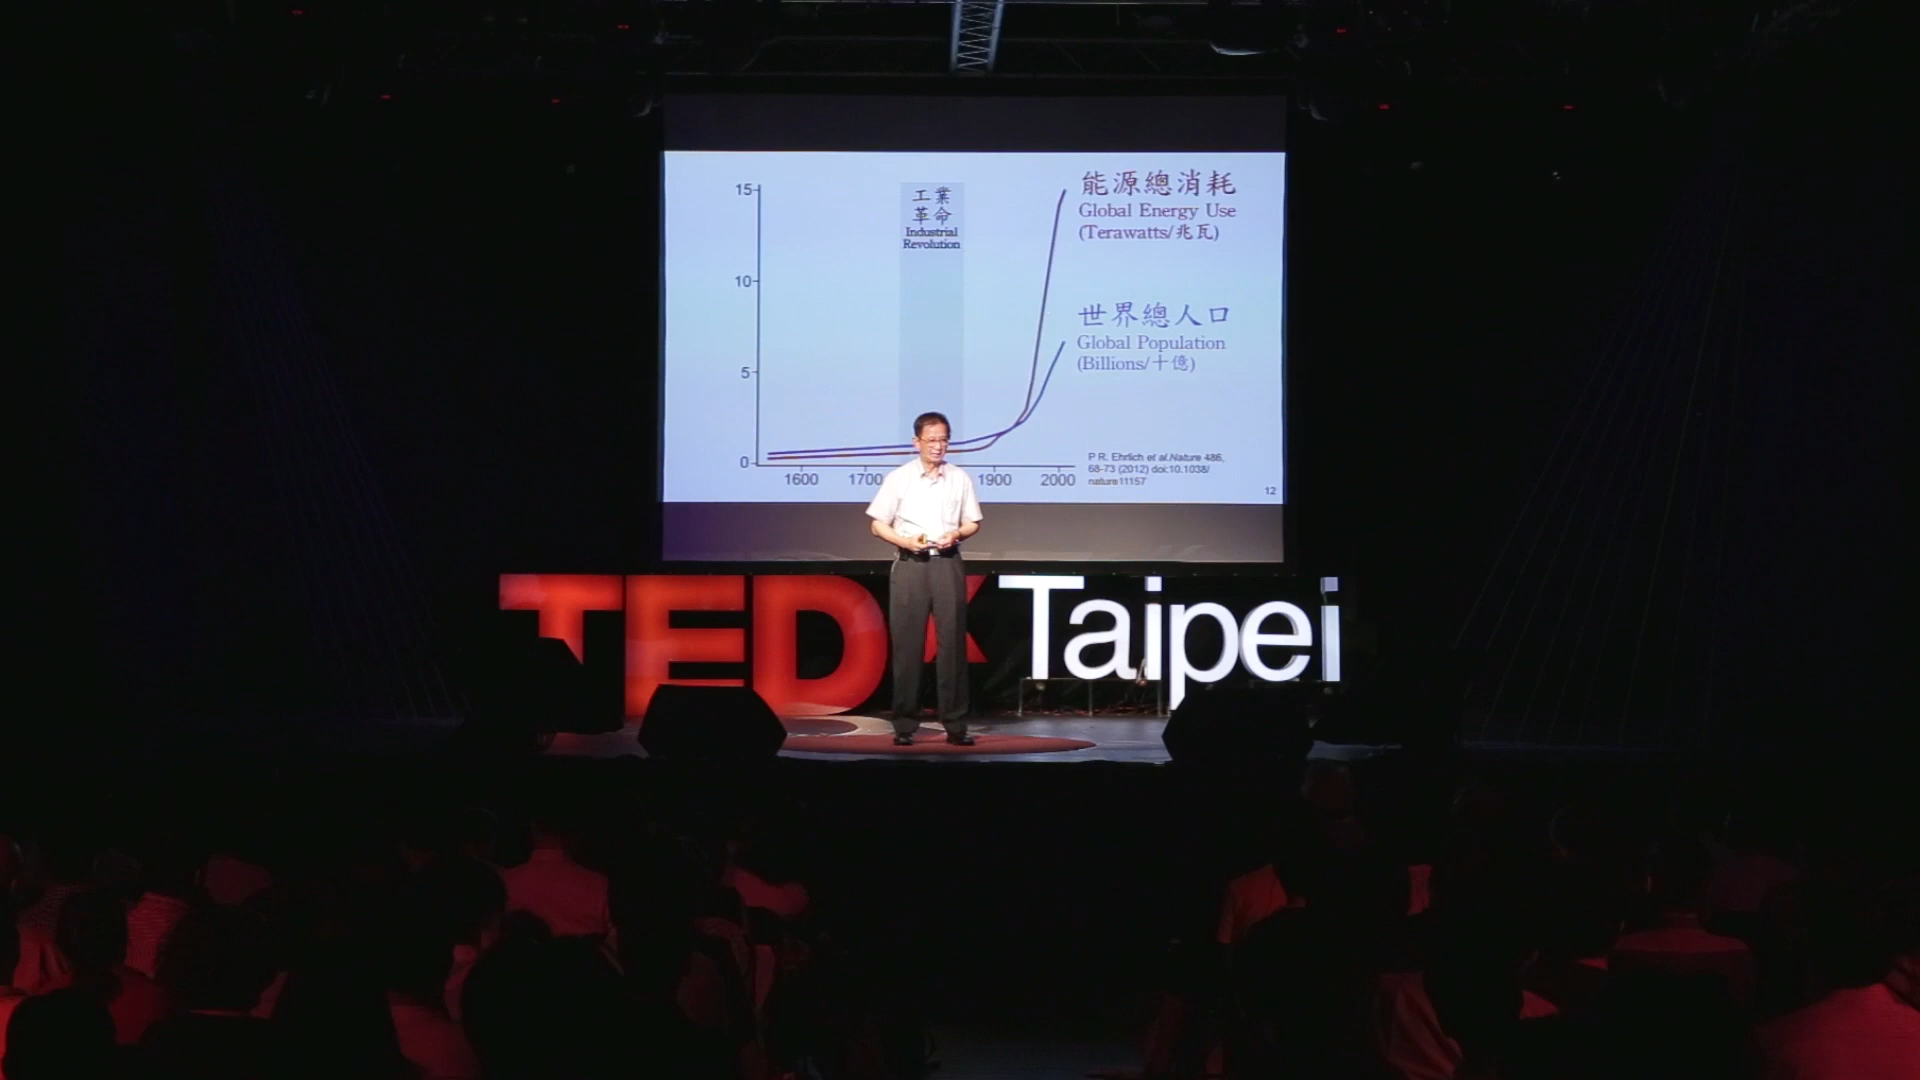 15
10
5
0
工業
革命
Industrial
Revolution
能源總消耗
Global Energy Use
(Terawatts/兆瓦)
世界總人口
Global Population
(Billions/十億)
1600
1700
1900
2000
P R. Ehrlich et al.Nature 486,
68-73 (2012) doi:10.1038/
nature11157
12
TEDxTaipei